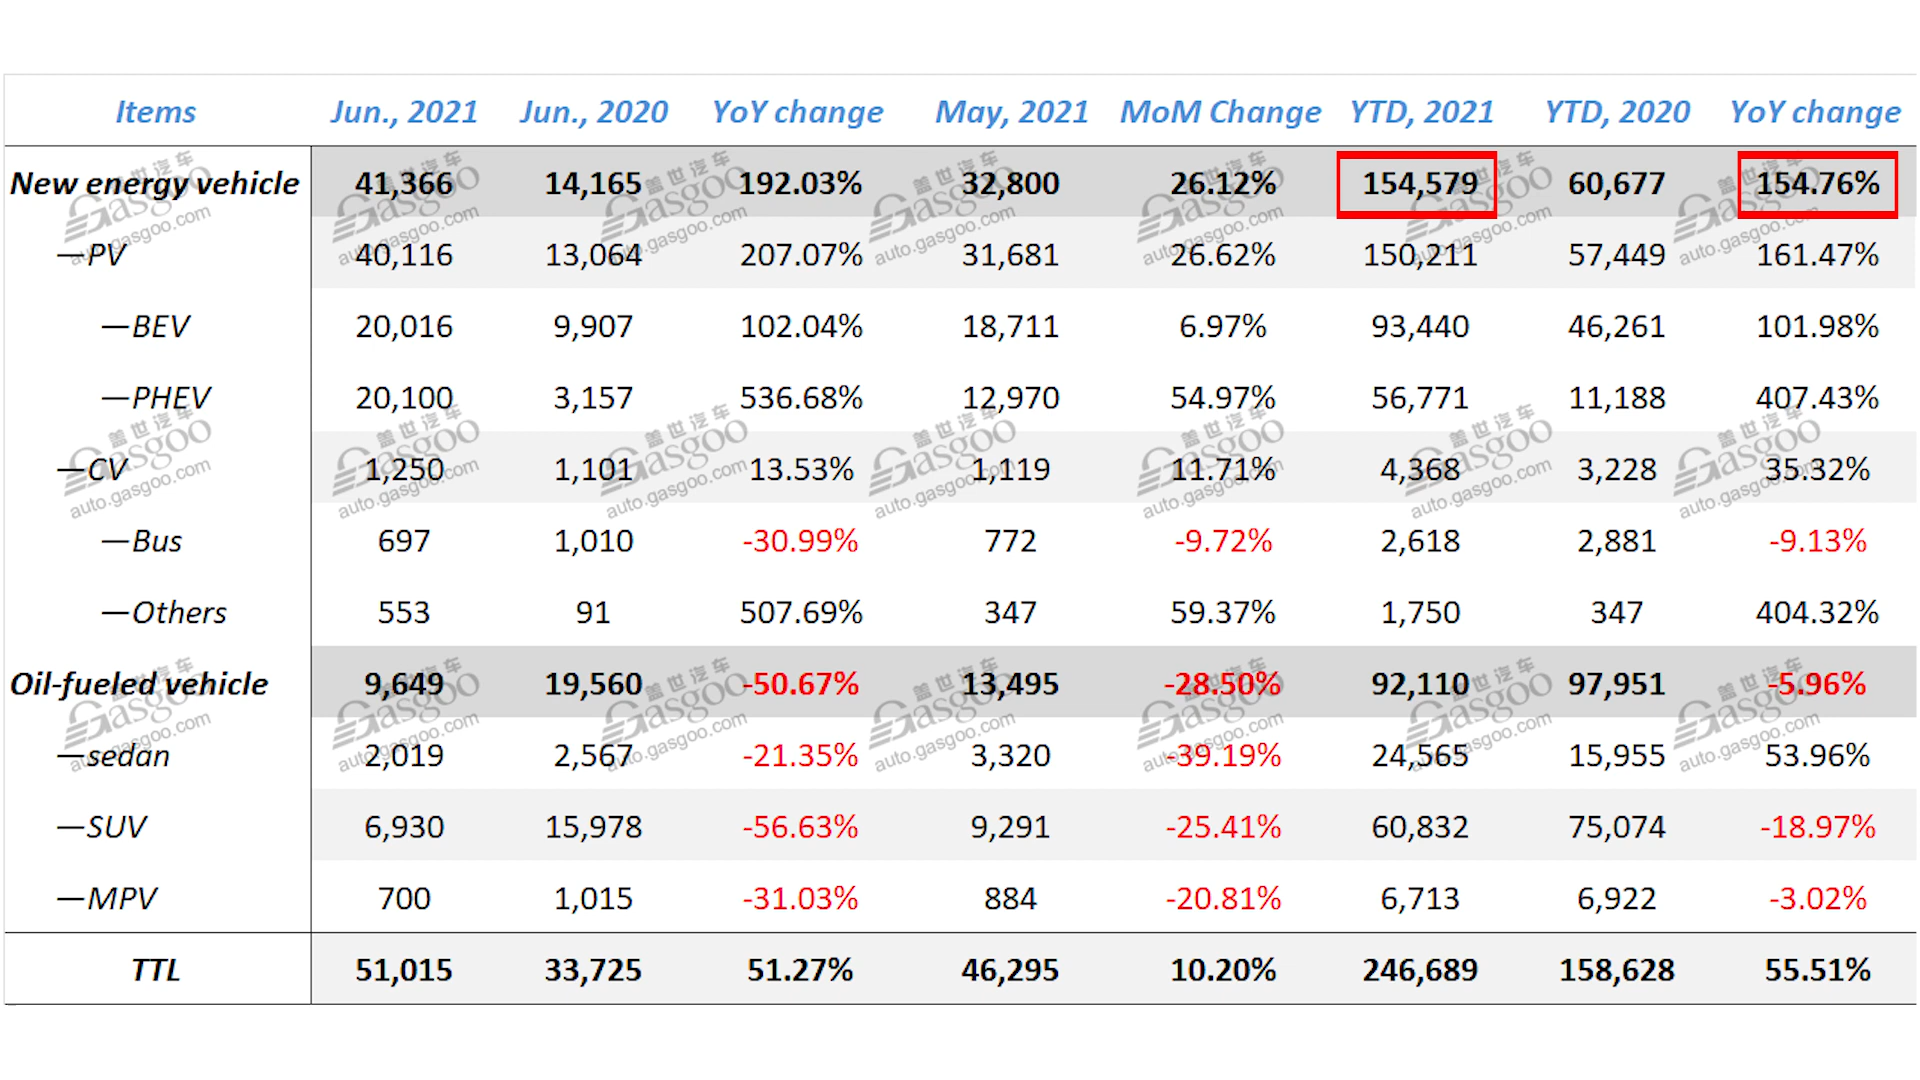 Items Jun., 2021 Jun., 2020 YoY change May, 2021 MoM Change YTD, 2021 YTD, 2020 YoY change
New energy vehicle 41,366 14,165 192.03% 32,800 26.12% 154,579 60,677 154.76%
—PV 40,116 13,064 207.07% 31,681 26.62% 150,211 57,449 161.47%
—BEV 20,016 9,907 102.04% 18,711 6.97% 93,440 46,261 101.98%
—PHEV 20,100 3,157 536.68% 12,970 54.97% 56,771 11,188 407.43%
—CV 1,250 1,101 13.53% 1,119 11.71% 4,368 3,228 35.32%
—Bus 697 1,010 -30.99% 772 -9.72% 2,618 2,881 -9.13%
—Others 553 91 507.69% 347 59.37% 1,750 347 404.32%
Oil-fueled vehicle 9,649 19,560 -50.67% 13,495 -28.50% 92,110 97,951 -5.96%
—sedan 2,019 2,567 -21.35% 3,320 -39.19% 24,565 15,955 53.96%
—SUV 6,930 15,978 -56.63% 9,291 -25.41% 60,832 75,074 -18.97%
—MPV 700 1,015 -31.03% 884 -20.81% 6,713 6,922 -3.02%
TTL 51,015 33,725 51.27% 46,295 10.20% 246,689 158,628 55.51%
盖世汽车
Gasgoo
auto.gasgoo.com